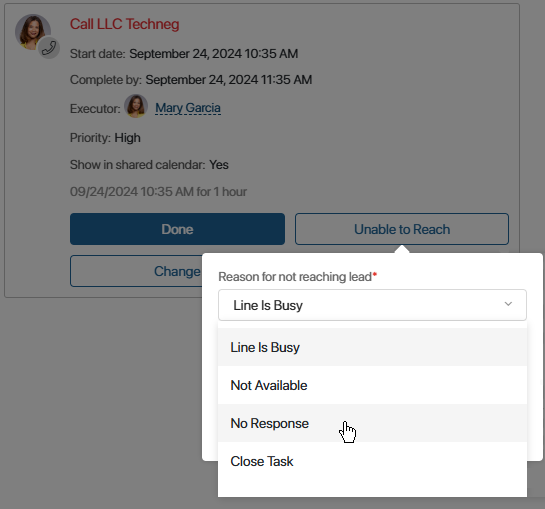 Call LLC Techneg
Start date: September 24, 2024 10:35 AM
Complete by: September 24, 2024 11:35 AM
Executor: Mary Garcia
Priority: High
Show in shared calendar: Yes
09/24/2024 10:35 AM for 1 hour
Done
Unable to Reach
Change
Reason for not reaching lead*
Line Is Busy
Line Is Busy
Not Available
No Response
Close Task